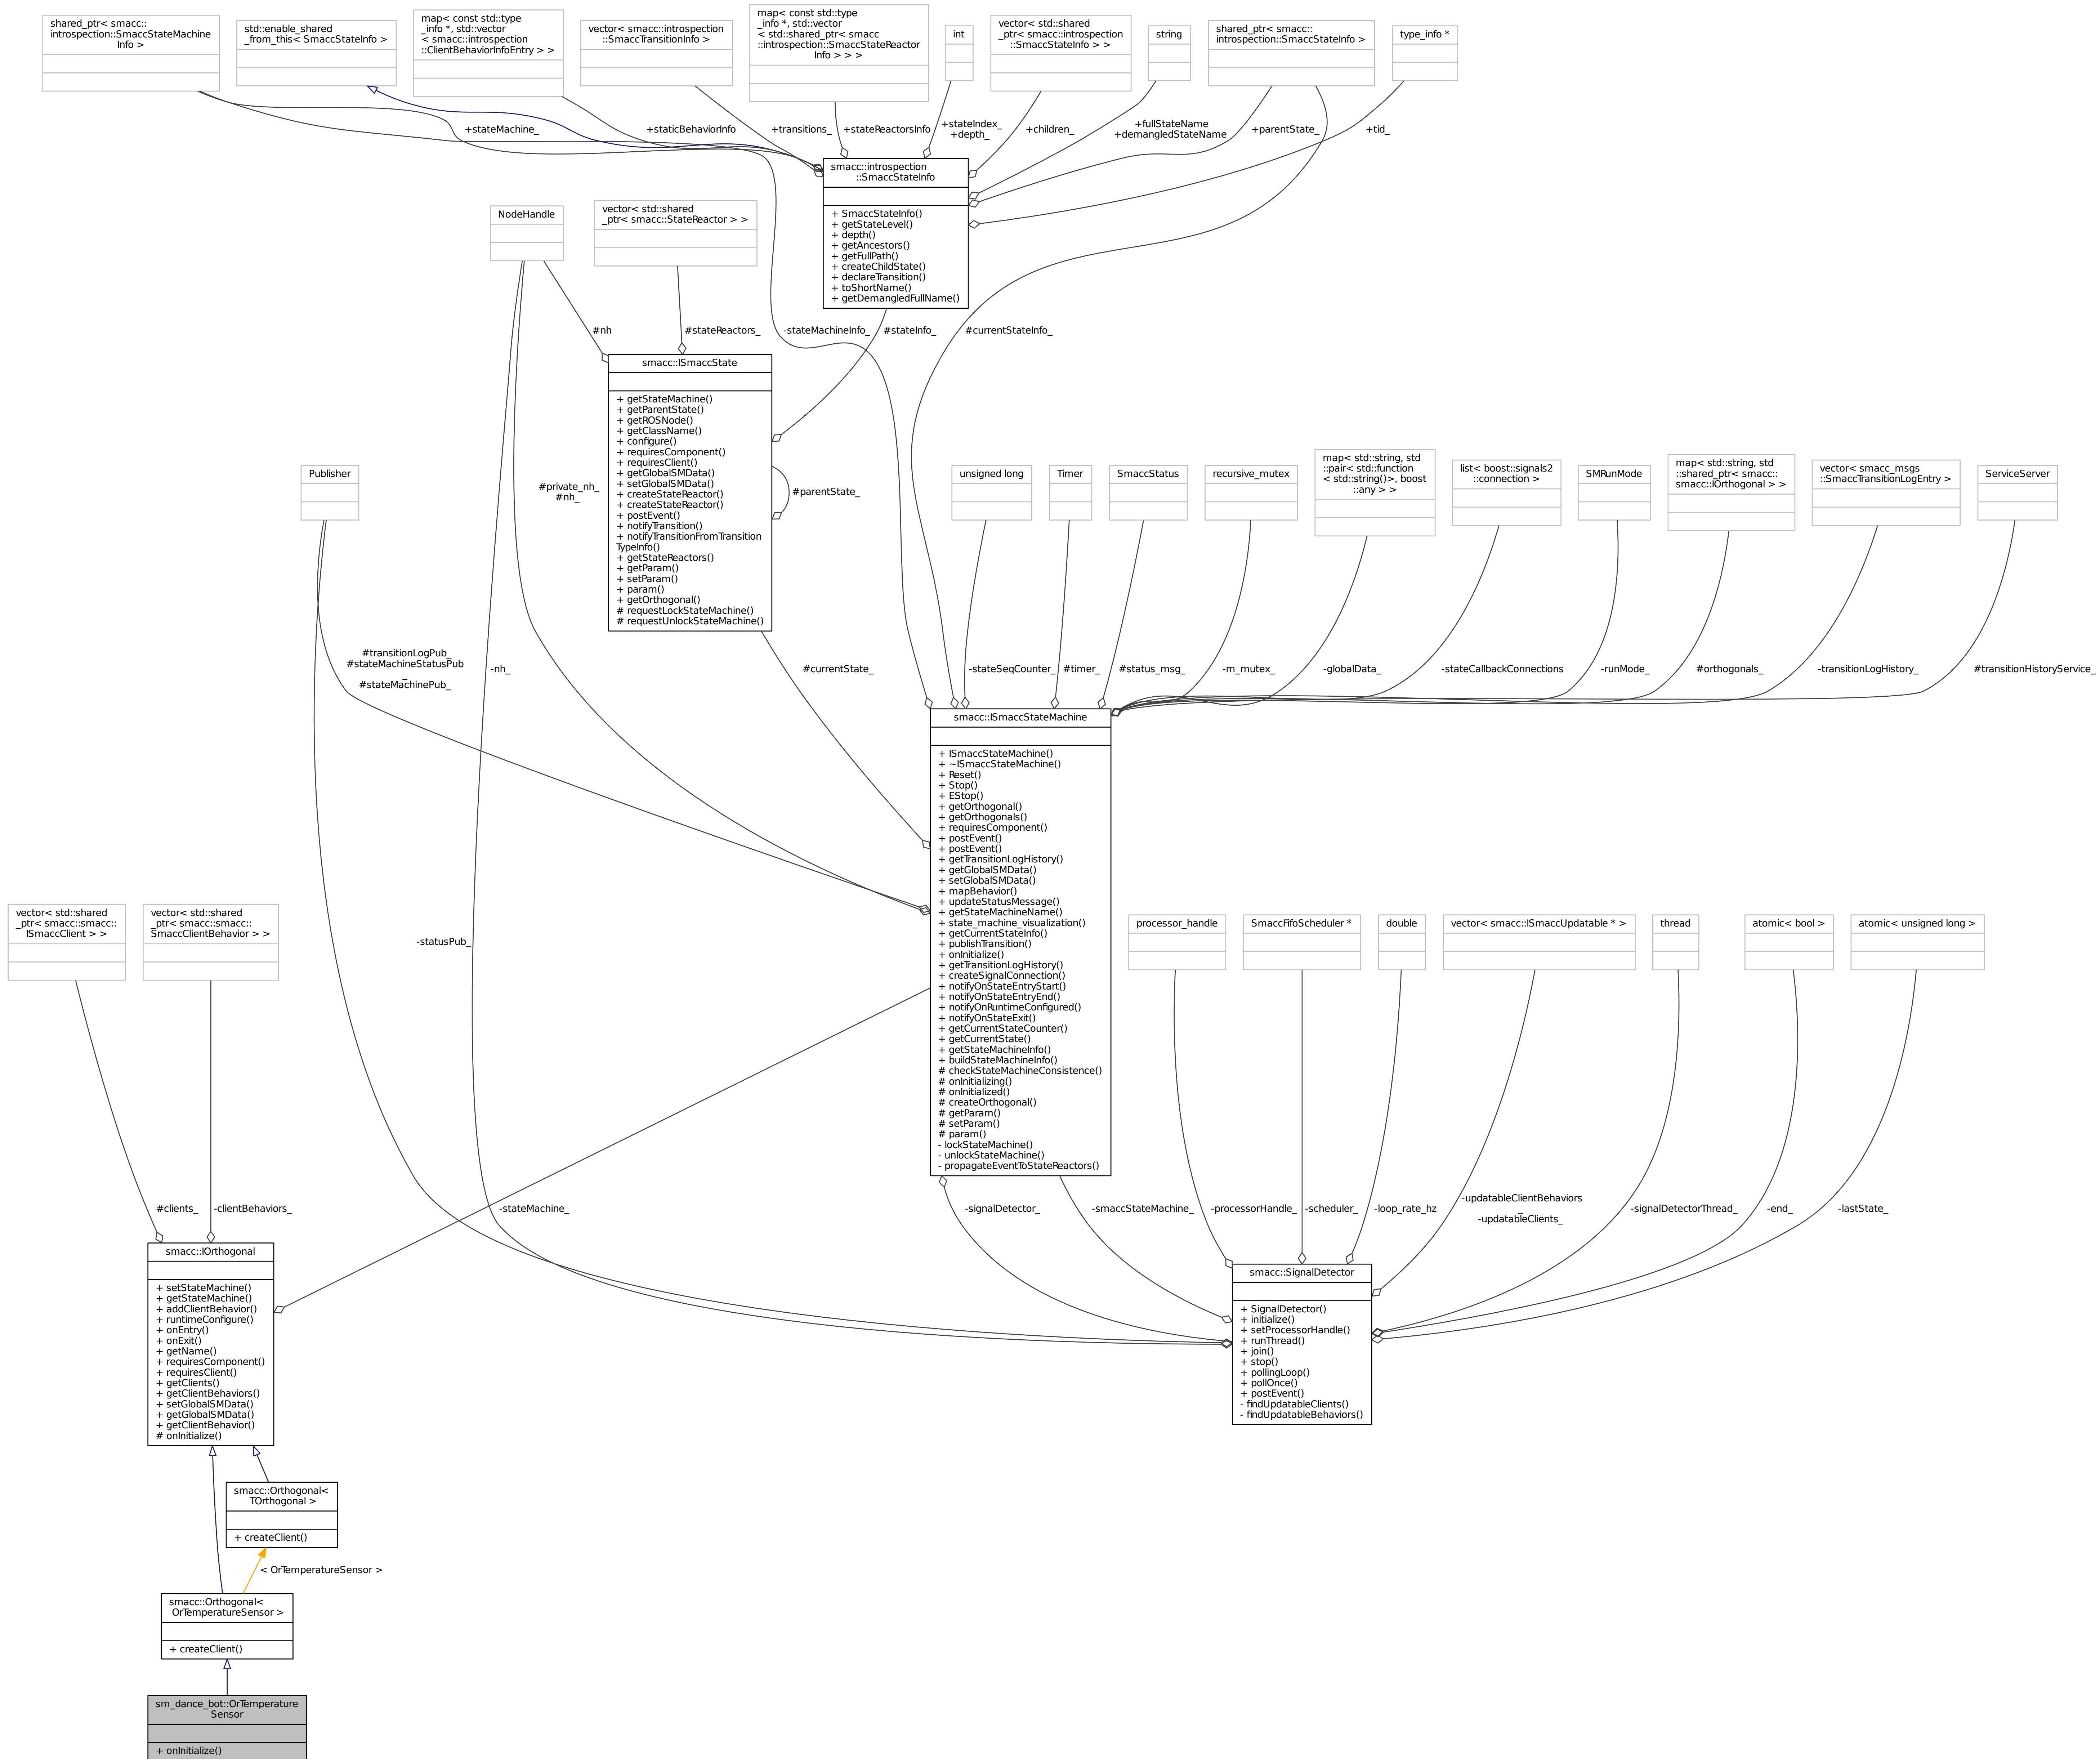 shared_ptr< smacc::
introspection::SmaccStateMachine
Info >
std::enable_shared
_from_this< SmaccStateInfo >
map< const std::type
_info *, std::vector
< smacc::introspection
::ClientBehaviorInfoEntry > >
vector< smacc::introspection
::SmaccTransitionInfo >
map< const std::type
_info *, std::vector
< std::shared_ptr< smacc
::introspection::SmaccStateReactor
Info > > >
int
vector< std::shared
_ptr< smacc::introspection
::SmaccStateInfo > >
string
shared_ptr< smacc::
introspection::SmaccStateInfo >
type_info *
+stateMachine_
+staticBehaviorInfo
+transitions_
+stateReactorsInfo
+stateIndex_
+depth_
+children_
+fullStateName
+demangledStateName
+parentState_
+tid_
smacc::introspection
::SmaccStateInfo
+ SmaccStateInfo()
+ getStateLevel()
+ depth()
+ getAncestors()
+ getFullPath()
+ createChildState()
+ declareTransition()
+ toShortName()
+ getDemangledFullName()
NodeHandle
vector< std::shared
_ptr< smacc::StateReactor > >
#nh
#stateReactors_
-stateMachineInfo_
#stateInfo_
#currentStateInfo_
smacc::ISmaccState
+ getStateMachine()
+ getParentState()
+ getROSNode()
+ getClassName()
+ configure()
+ requiresComponent()
+ requiresClient()
+ getGlobalSMData()
+ setGlobalSMData()
+ createStateReactor()
+ createStateReactor()
+ postEvent()
+ notifyTransition()
+ notifyTransitionFromTransition
TypeInfo()
+ getStateReactors()
+ getParam()
+ setParam()
+ param()
+ getOrthogonal()
# requestLockStateMachine()
# requestUnlockStateMachine()
#parentState_
Publisher
#private_nh_
#nh_
unsigned long
Timer
SmaccStatus
recursive_mutex
map< std::string, std
::pair< std::function
< std::string()>, boost
::any > >
list< boost::signals2
::connection >
SMRunMode
map< std::string, std
::shared_ptr< smacc::
smacc::IOrthogonal > >
vector< smacc_msgs
::SmaccTransitionLogEntry >
ServiceServer
#transitionLogPub_
#stateMachineStatusPub
_
#stateMachinePub_
-nh_
#currentState_
-stateSeqCounter_
#timer_
#status_msg_
-m_mutex_
-globalData_
-stateCallbackConnections
-runMode_
#orthogonals_
-transitionLogHistory_
#transitionHistoryService_
smacc::ISmaccStateMachine
+ ISmaccStateMachine()
+ ~ISmaccStateMachine()
+ Reset()
+ Stop()
+ EStop()
+ getOrthogonal()
+ getOrthogonals()
+ requiresComponent()
+ postEvent()
+ postEvent()
+ getTransitionLogHistory()
+ getGlobalSMData()
+ setGlobalSMData()
+ mapBehavior()
+ updateStatusMessage()
+ getStateMachineName()
+ state_machine_visualization()
+ getCurrentStateInfo()
+ publishTransition()
+ onInitialize()
+ getTransitionLogHistory()
+ createSignalConnection()
+ notifyOnStateEntryStart()
+ notifyOnStateEntryEnd()
+ notifyOnRuntimeConfigured()
+ notifyOnStateExit()
+ getCurrentStateCounter()
+ getCurrentState()
+ getStateMachineInfo()
+ buildStateMachineInfo()
# checkStateMachineConsistence()
# onInitializing()
# onInitialized()
# createOrthogonal()
# getParam()
# setParam()
# param()
- lockStateMachine()
- unlockStateMachine()
- propagateEventToStateReactors()
vector< std::shared
_ptr< smacc::smacc::
ISmaccClient > >
vector< std::shared
_ptr< smacc::smacc::
SmaccClientBehavior > >
-statusPub_
processor_handle
SmaccFifoScheduler *
double
vector< smacc::ISmaccUpdatable * >
thread
atomic< bool >
atomic< unsigned long >
#clients_
-clientBehaviors_
-stateMachine_
-signalDetector_
-smaccStateMachine_
-processorHandle_
-scheduler_
-loop_rate_hz
-updatableClientBehaviors
_
-updatableClients_
-signalDetectorThread_
-end_
-lastState_
smacc::IOrthogonal
+ setStateMachine()
+ getStateMachine()
+ addClientBehavior()
+ runtimeConfigure()
+ onEntry()
+ onExit()
+ getName()
+ requiresComponent()
+ requiresClient()
+ getClients()
+ getClientBehaviors()
+ setGlobalSMData()
+ getGlobalSMData()
+ getClientBehavior()
# onInitialize()
smacc::SignalDetector
+ SignalDetector()
+ initialize()
+ setProcessorHandle()
+ runThread()
+ join()
+ stop()
+ pollingLoop()
+ pollOnce()
+ postEvent()
- findUpdatableClients()
- findUpdatableBehaviors()
smacc::Orthogonal<
TOrthogonal >
+ createClient()
< OrTemperatureSensor >
smacc::Orthogonal<
OrTemperatureSensor >
+ createClient()
sm_dance_bot::OrTemperature
Sensor
+ onInitialize()